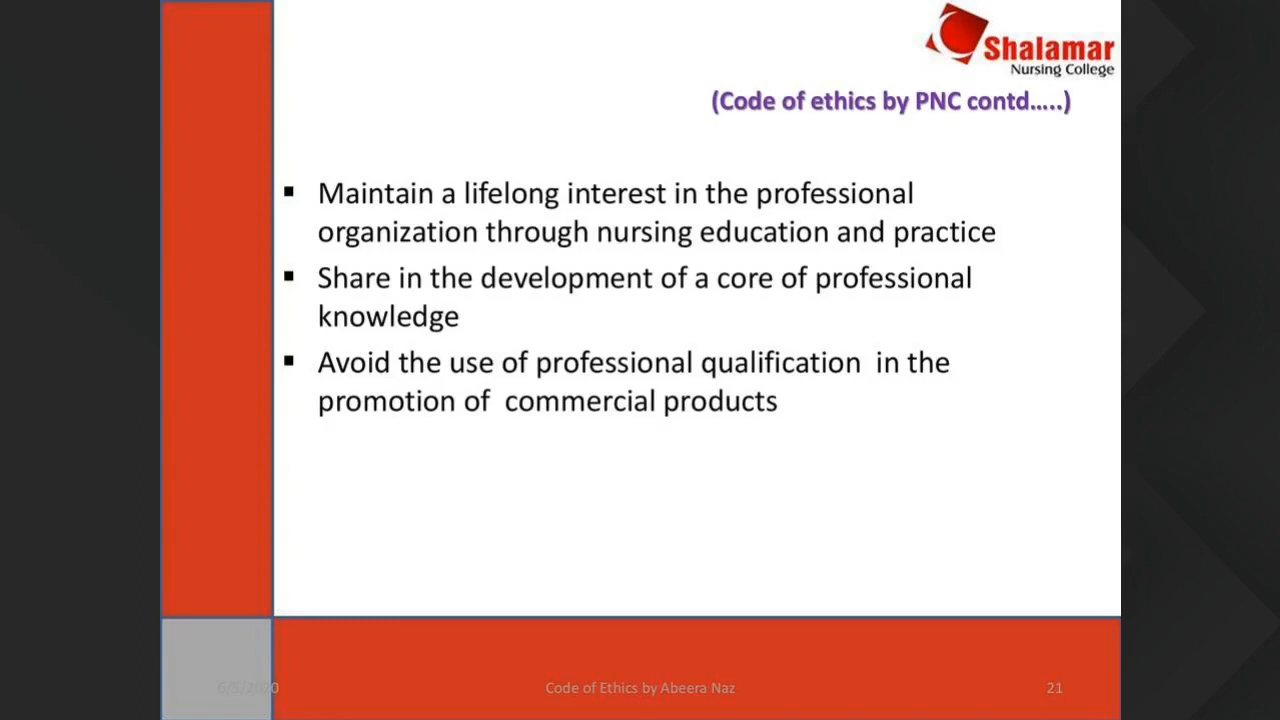 Shalamar
Nursing College
(Code of ethics by PNC contd…..)
▪ Maintain a lifelong interest in the professional
organization through nursing education and practice
▪ Share in the development of a core of professional
knowledge
▪ Avoid the use of professional qualification in the
promotion of commercial products
Code of Ethics by Abeera Naz
21